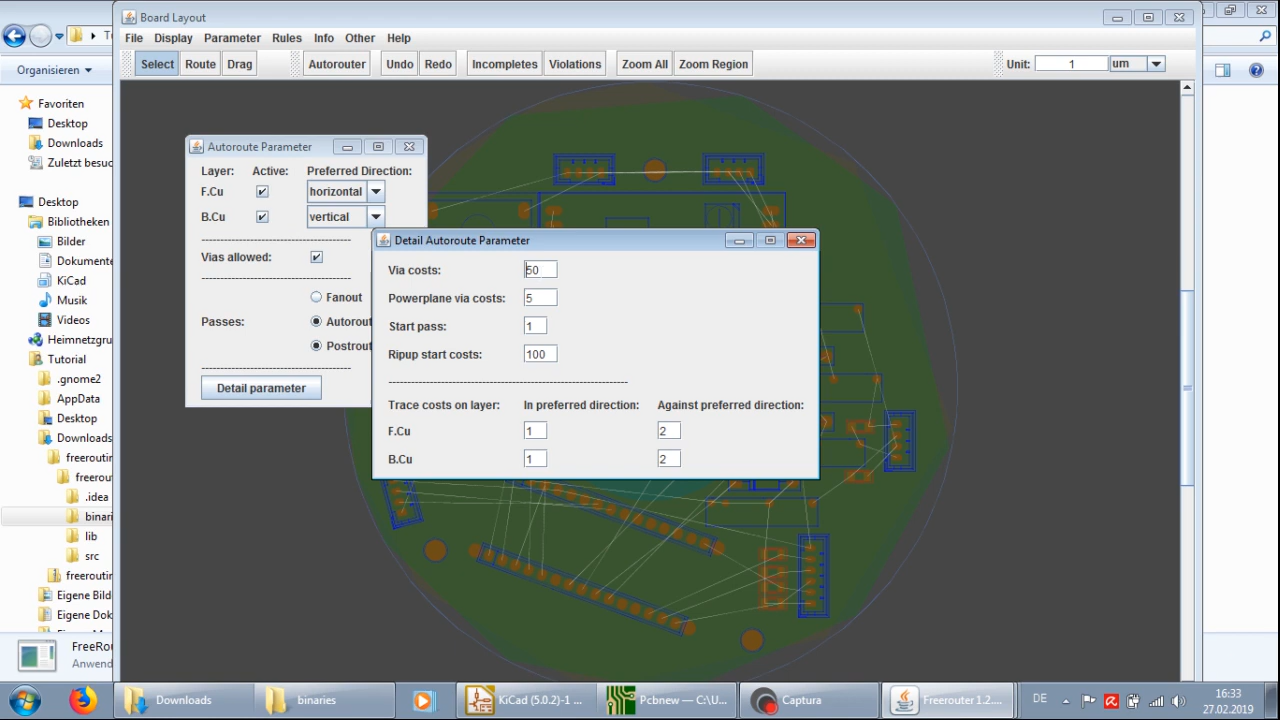 Board Layout
File Display Parameter Rules Info Other Help
Select Route Drag Autorouter Undo Redo Incompletes Violations Zoom All Zoom Region Unit: 1 um
Organisieren
Favoriten
Desktop
Downloads
Zuletzt besuc
Desktop
Bibliotheken
Bilder
Dokumente
KiCad
Musik
Videos
Heimnetzgru
Tutorial
.gnome2
AppData
Desktop
Downloads
freeroutir
freerout
.idea
binari
lib
src
freeroutir
Eigene Bild
Eigene Dok
FreeRou
Anwend
Autoroute Parameter
Layer: Active: Preferred Direction:
F.Cu horizontal
B.Cu vertical
----------------------------------------
Vias allowed:
----------------------------------------
Fanout
Passes: Autorout
Postrout
----------------------------------------
Detail parameter
Detail Autoroute Parameter
Via costs: 50
Powerplane via costs: 5
Start pass: 1
Ripup start costs: 100
----------------------------------------------------------------
Trace costs on layer: In preferred direction: Against preferred direction:
F.Cu 1 2
B.Cu 1 2
Downloads binaries KiCad (5.0.2)-1 ... Pcbnew — C:\U... Captura Freerouter 1.2.... DE 16:33
27.02.2019